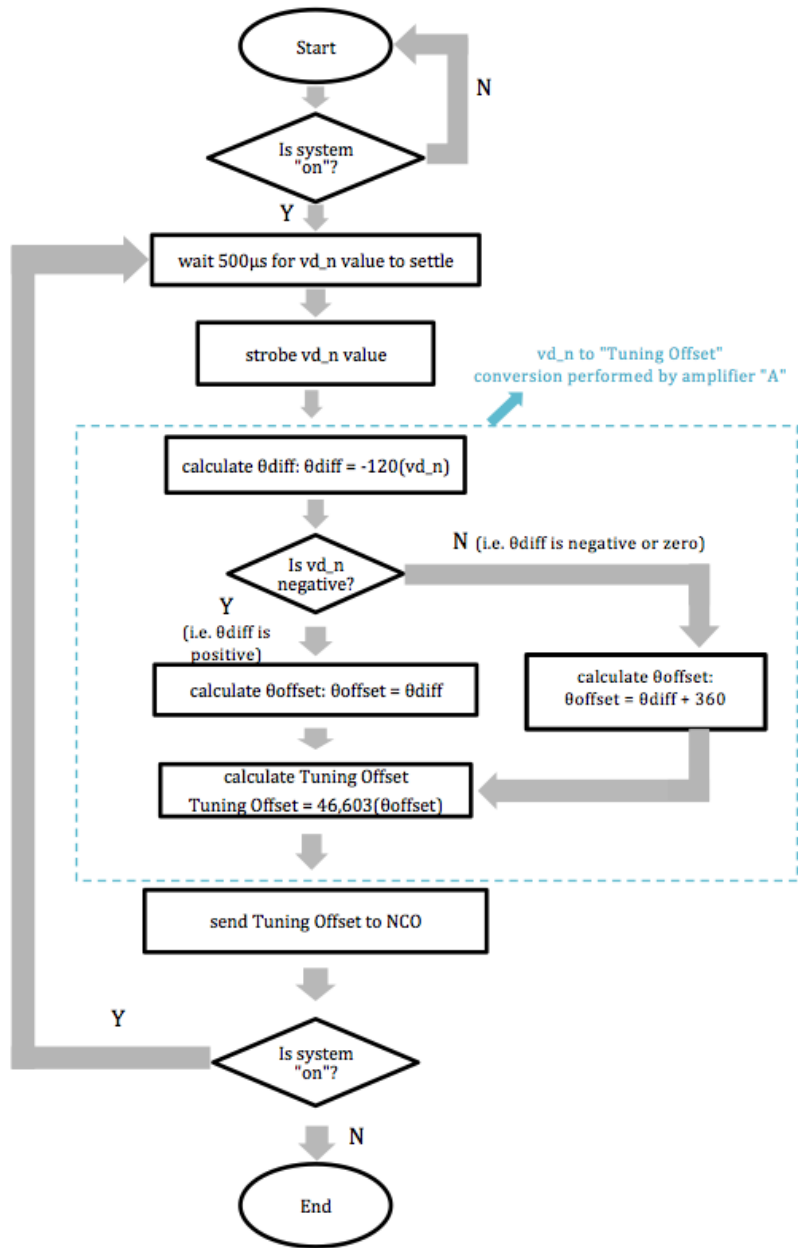 Start
N
Is system
"on"?
Y
wait 500µs for vd_n value to settle
strobe vd_n value
vd_n to "Tuning Offset"
conversion performed by amplifier "A"
calculate θdiff: θdiff = -120(vd_n)
N (i.e. θdiff is negative or zero)
Is vd_n
negative?
Y
(i.e. θdiff is
positive)
calculate θoffset: θoffset = θdiff
calculate θoffset:
θoffset = θdiff + 360
calculate Tuning Offset
Tuning Offset = 46,603(θoffset)
send Tuning Offset to NCO
Y
Is system
"on"?
N
End